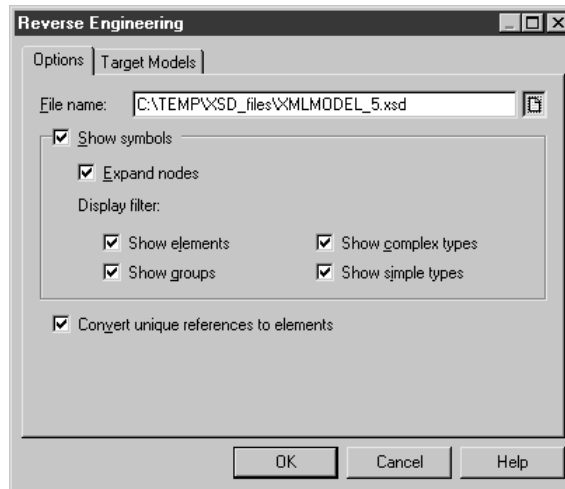 Reverse Engineering
Options Target Models
File name: C:\TEMP\XSD_files\XMLMODEL_5.xsd
Show symbols
Expand nodes
Display filter:
Show elements Show complex types
Show groups Show simple types
Convert unique references to elements
OK Cancel Help